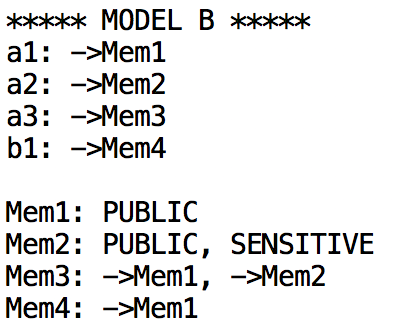 ***** MODEL B *****
a1: ->Mem1
a2: ->Mem2
a3: ->Mem3
b1: ->Mem4
Mem1: PUBLIC
Mem2: PUBLIC, SENSITIVE
Mem3: ->Mem1, ->Mem2
Mem4: ->Mem1